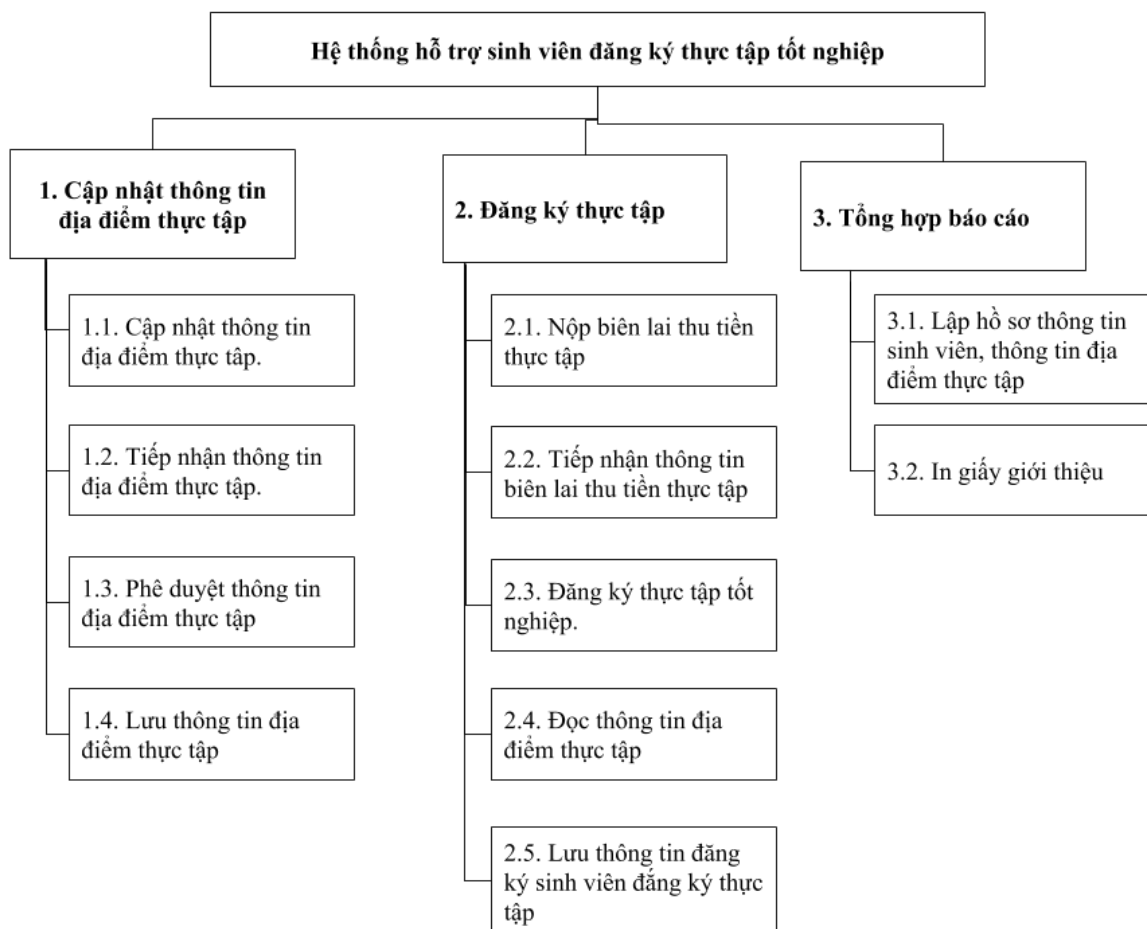 Hệ thống hỗ trợ sinh viên đăng ký thực tập tốt nghiệp
1. Cập nhật thông tin
địa điểm thực tập
1.1. Cập nhật thông tin
địa điểm thực tâp.
1.2. Tiếp nhận thông tin
địa điểm thực tập.
1.3. Phê duyệt thông tin
địa điểm thực tập
1.4. Lưu thông tin địa
điểm thực tập
2. Đăng ký thực tập
2.1. Nộp biên lai thu tiền
thực tập
2.2. Tiếp nhận thông tin
biên lai thu tiền thực tập
2.3. Đăng ký thực tập tốt
nghiệp.
2.4. Đọc thông tin địa
điểm thực tập
2.5. Lưu thông tin đăng
ký sinh viên đắng ký thực
tập
3. Tổng hợp báo cáo
3.1. Lập hồ sơ thông tin
sinh viên, thông tin địa
điểm thực tập
3.2. In giấy giới thiệu